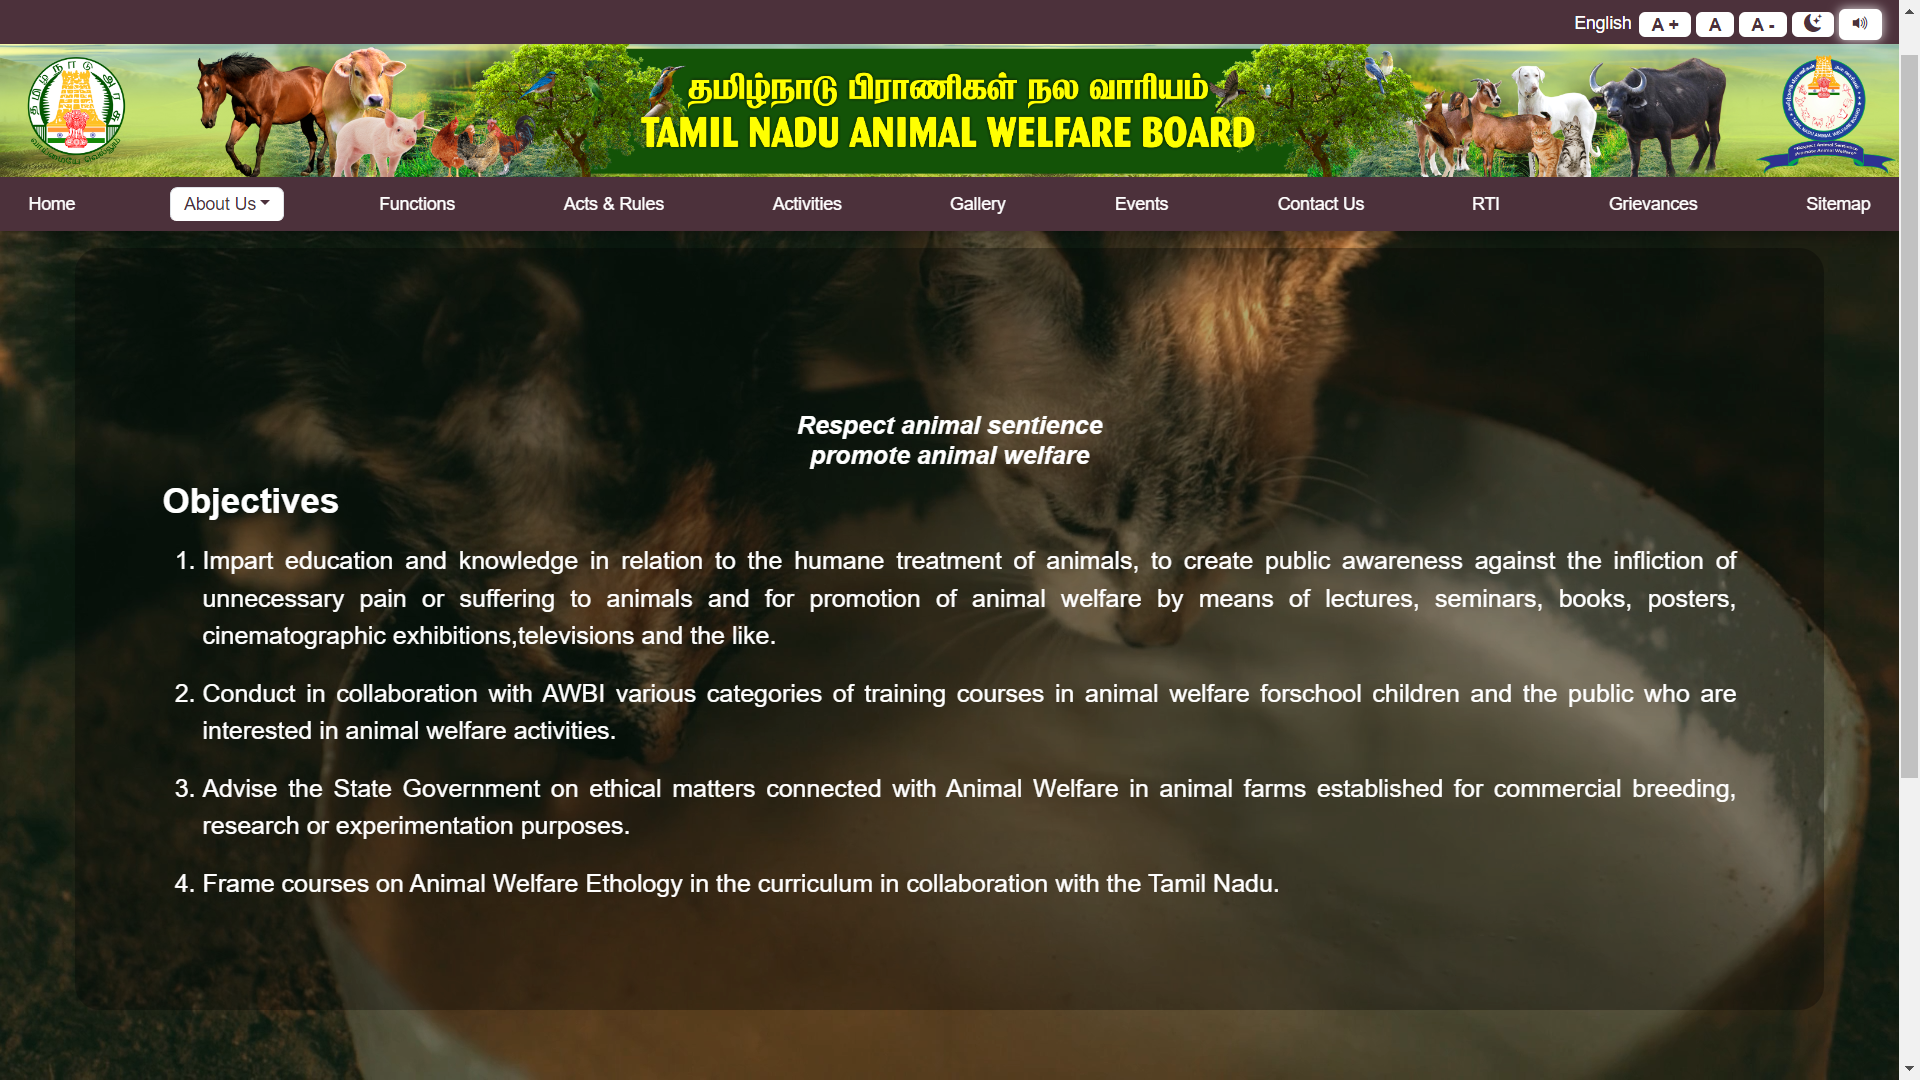 English A + A A -
தமிழ்நாடு பிராணிகள் நல வாரியம்
TAMIL NADU ANIMAL WELFARE BOARD
Home About Us Functions Acts & Rules Activities Gallery Events Contact Us RTI Grievances Sitemap
Respect animal sentience
promote animal welfare
Objectives
1. Impart education and knowledge in relation to the humane treatment of animals, to create public awareness against the infliction of
unnecessary pain or suffering to animals and for promotion of animal welfare by means of lectures, seminars, books, posters,
cinematographic exhibitions,televisions and the like.
2. Conduct in collaboration with AWBI various categories of training courses in animal welfare forschool children and the public who are
interested in animal welfare activities.
3. Advise the State Government on ethical matters connected with Animal Welfare in animal farms established for commercial breeding,
research or experimentation purposes.
4. Frame courses on Animal Welfare Ethology in the curriculum in collaboration with the Tamil Nadu.